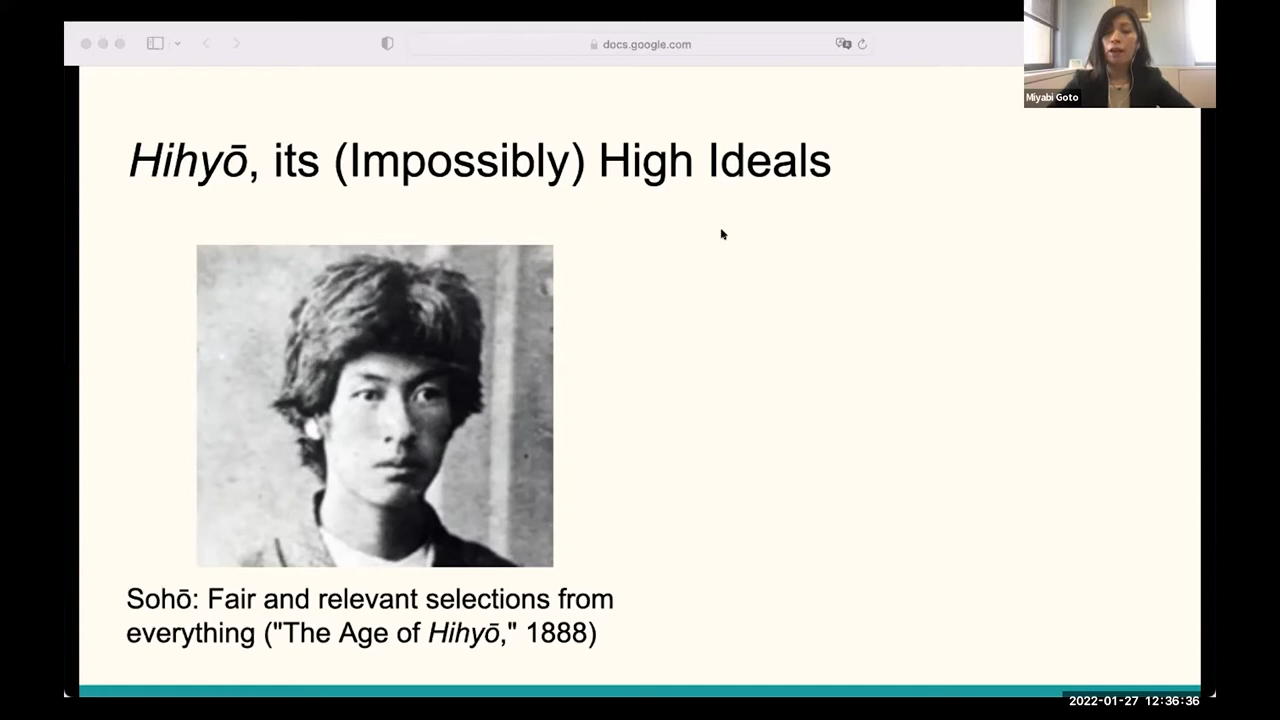 docs.google.com
Miyabi Goto
Hihyō, its (Impossibly) High Ideals
Sohō: Fair and relevant selections from
everything ("The Age of Hihyō," 1888)
2022-01-27 12:36:36